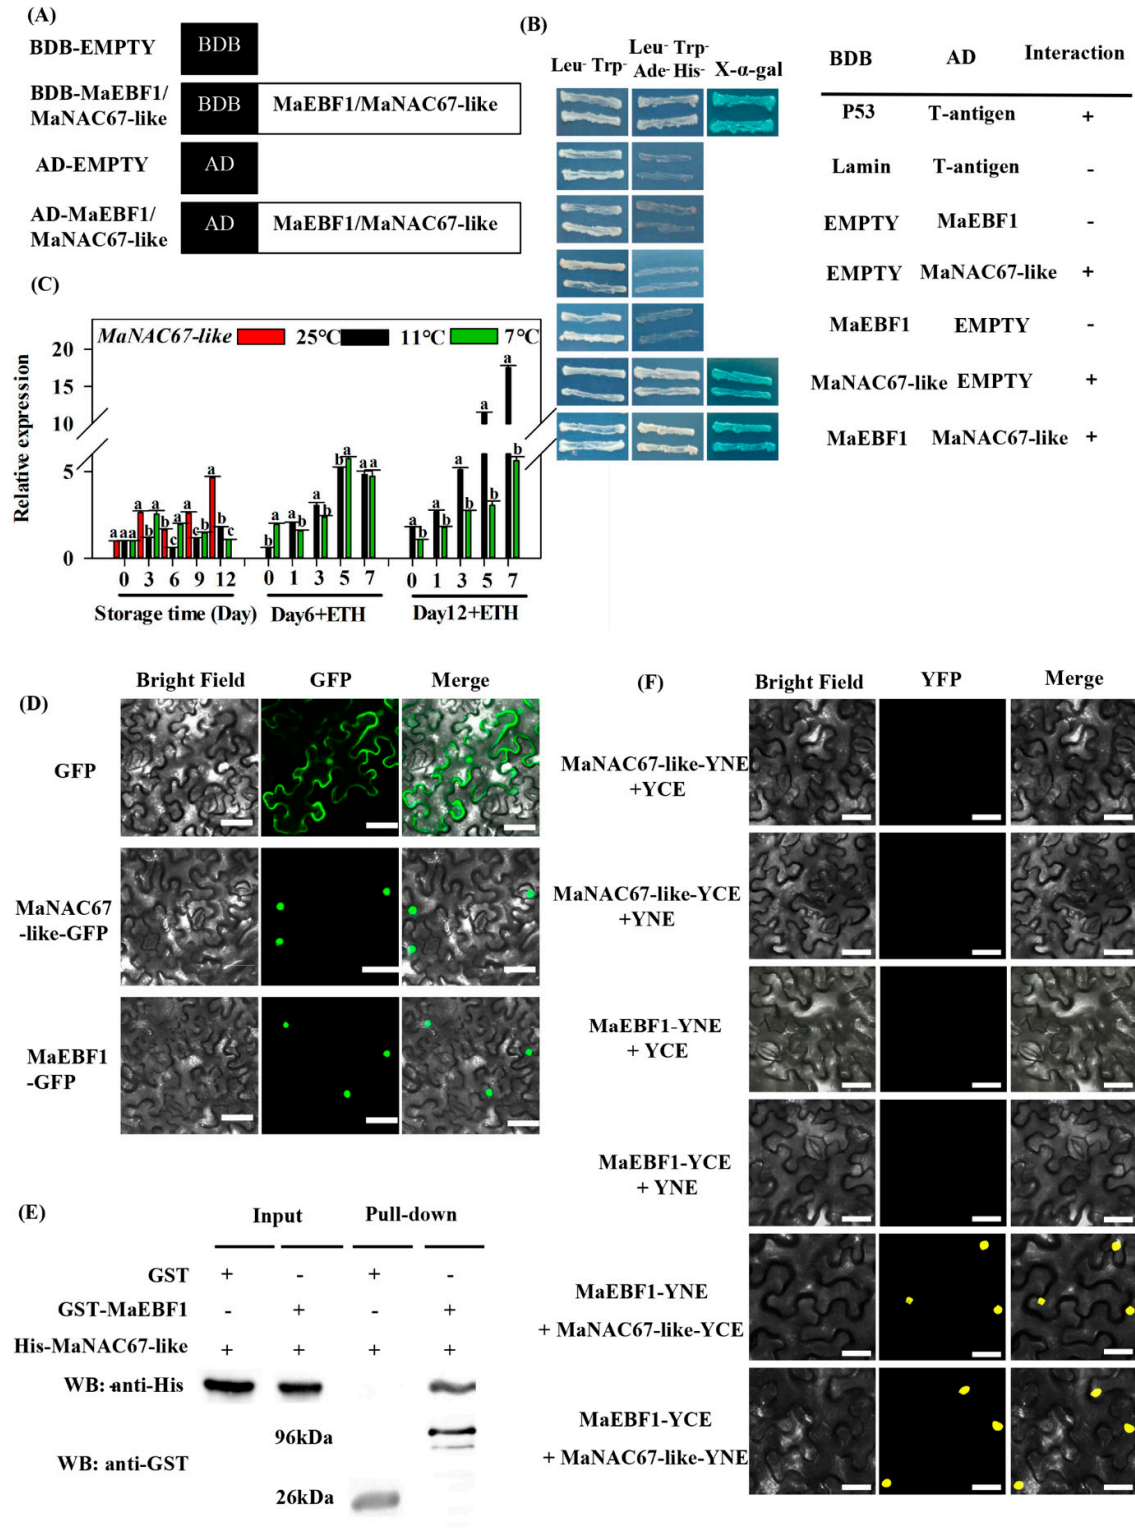 (A)
BDB-EMPTY
BDB
BDB-MaEBF1/
MaNAC67-like
BDB
MaEBF1/MaNAC67-like
AD-EMPTY
AD
AD-MaEBF1/
MaNAC67-like
AD
MaEBF1/MaNAC67-like
(B)
Leu- Trp-
Leu- Trp-
Ade- His-
X-α-gal
BDB AD Interaction
P53 T-antigen +
Lamin T-antigen -
EMPTY MaEBF1 -
EMPTY MaNAC67-like +
MaEBF1 EMPTY -
MaNAC67-like EMPTY +
MaEBF1 MaNAC67-like +
(C)
MaNAC67-like 25°C 11°C 7°C
Relative expression
20
15
10
5
0
a a a a b a a c a a c b a b c
b a a a a b b a a a
a b a b a b a b a b
0 3 6 9 12 0 1 3 5 7 0 1 3 5 7
Storage time (Day) Day6+ETH Day12+ETH
(D)
Bright Field GFP Merge
GFP
MaNAC67
-like-GFP
MaEBF1
-GFP
(E)
Input Pull-down
GST + - + -
GST-MaEBF1 - + - +
His-MaNAC67-like + + + +
WB: anti-His
96kDa
WB: anti-GST
26kDa
(F)
Bright Field YFP Merge
MaNAC67-like-YNE
+YCE
MaNAC67-like-YCE
+YNE
MaEBF1-YNE
+ YCE
MaEBF1-YCE
+ YNE
MaEBF1-YNE
+ MaNAC67-like-YCE
MaEBF1-YCE
+ MaNAC67-like-YNE